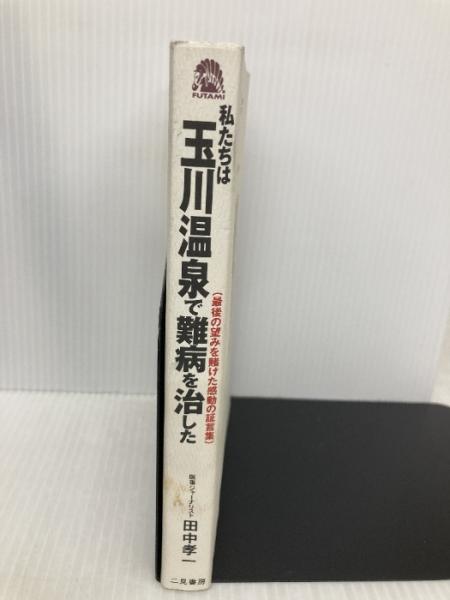 FUTAMI
私たちは
玉川温泉で難病を治した
(最後の望みを賭けた感動の証言集)
医事ジャーナリスト
田中孝一
二見書房